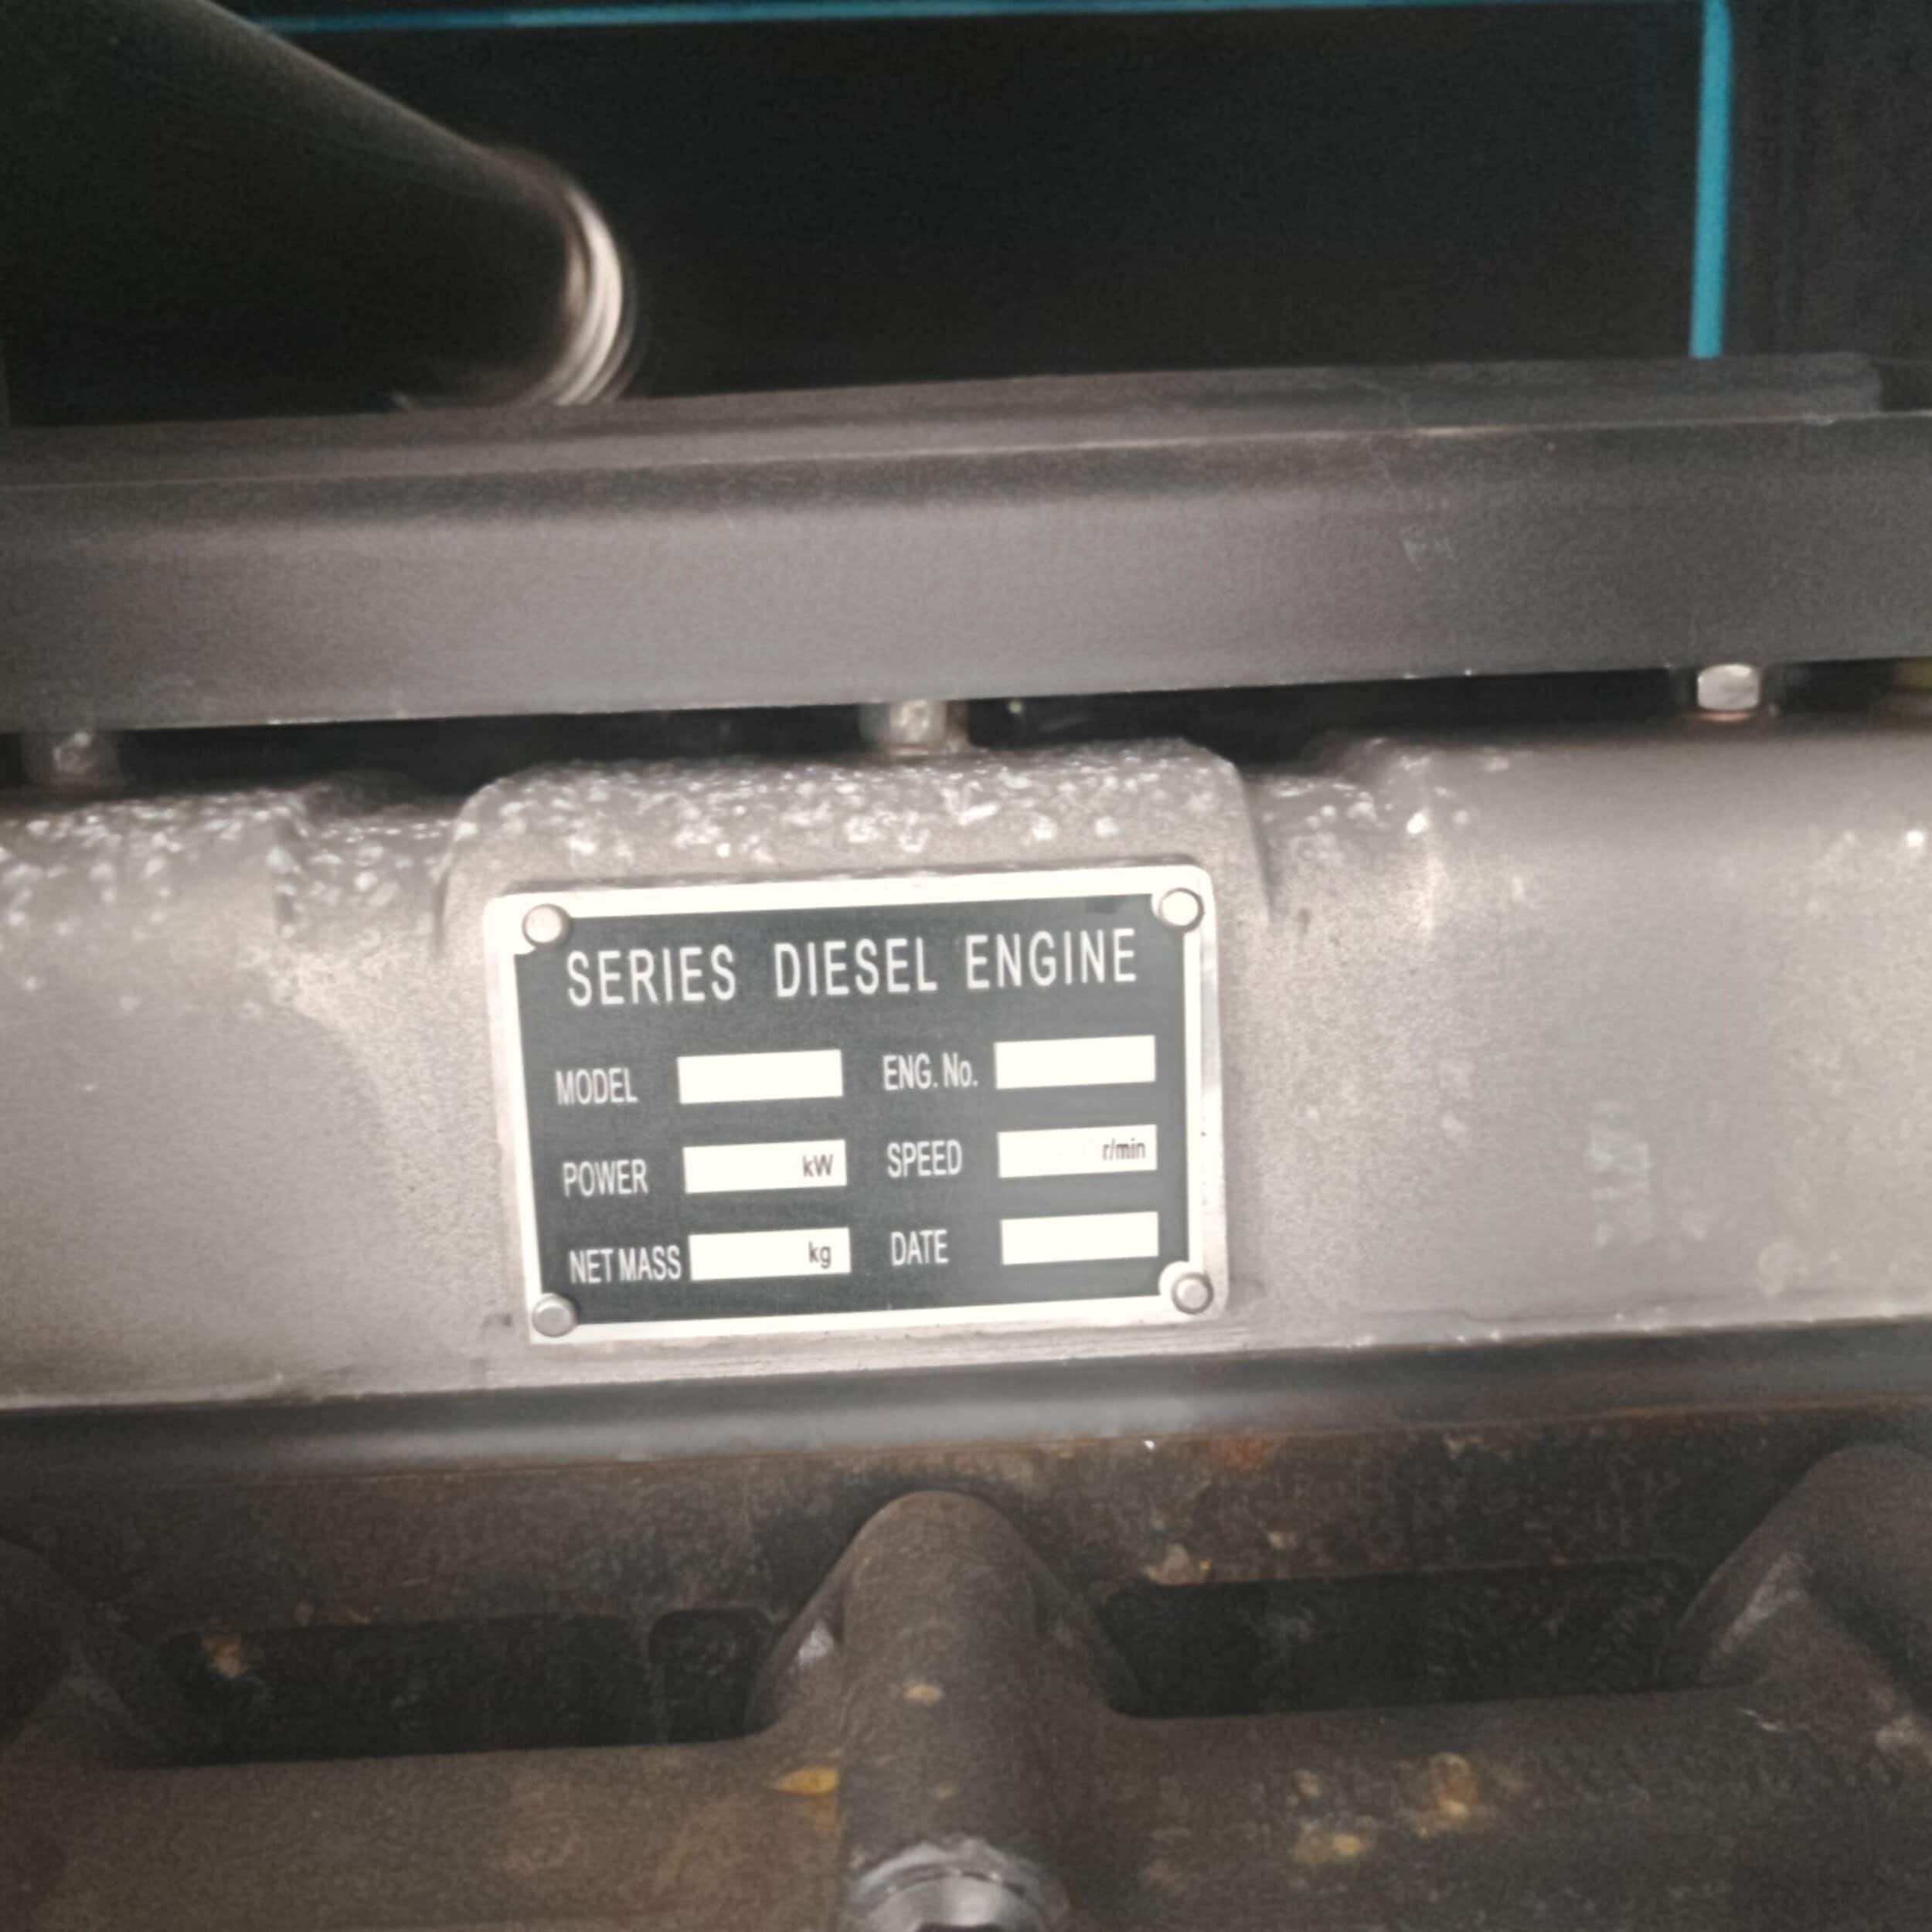 SERIES DIESEL ENGINE
MODEL ENG. No.
POWER kW SPEED r/min
NET MASS kg DATE